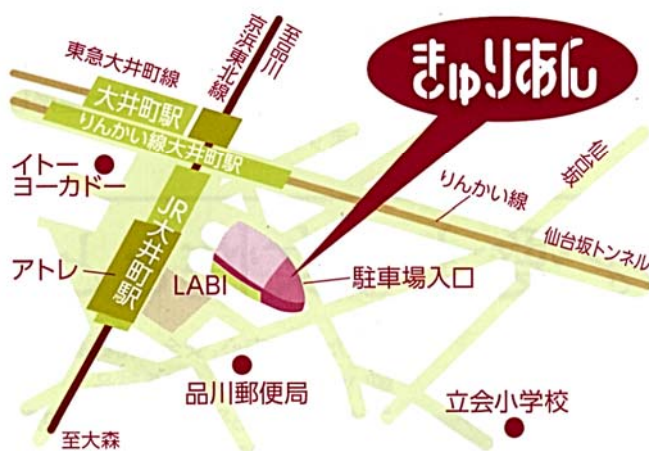 東急大井町線
京浜東北線
至品川
きゅりあん
大井町駅
りんかい線大井町駅
イトー
ヨーカドー
仙台坂
りんかい線
仙台坂トンネル
JR大井町駅
アトレ
LABI
駐車場入口
品川郵便局
立会小学校
至大森